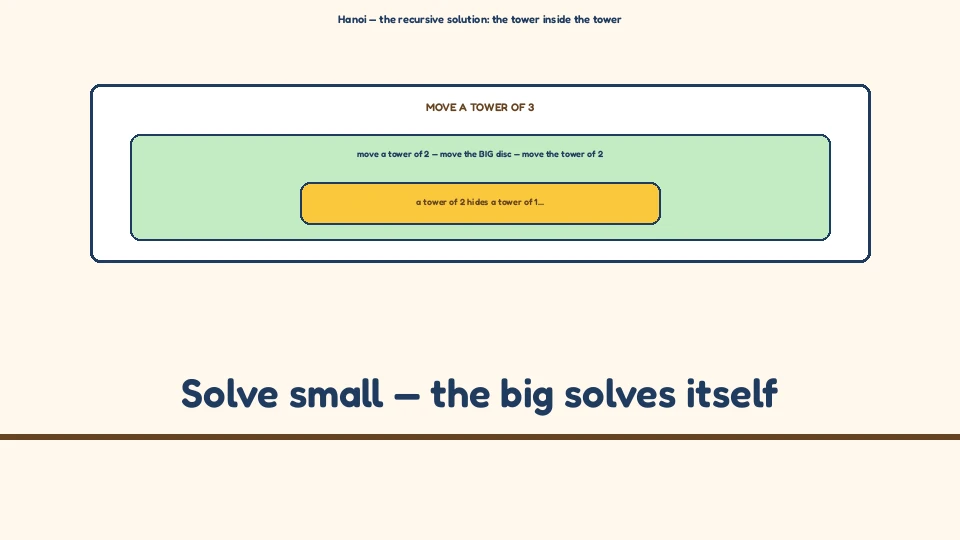 Hanoi — the recursive solution: the tower inside the tower
MOVE A TOWER OF 3
move a tower of 2 — move the BIG disc — move the tower of 2
a tower of 2 hides a tower of 1...
Solve small — the big solves itself